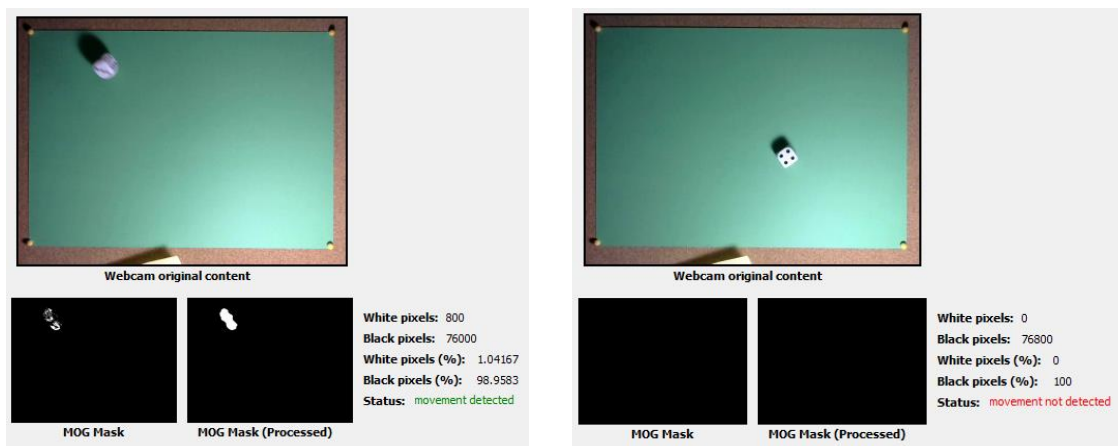 Webcam original content
White pixels: 800
Black pixels: 76000
White pixels (%): 1.04167
Black pixels (%): 98.9583
Status: movement detected
MOG Mask
MOG Mask (Processed)
Webcam original content
White pixels: 0
Black pixels: 76800
White pixels (%): 0
Black pixels (%): 100
Status: movement not detected
MOG Mask
MOG Mask (Processed)